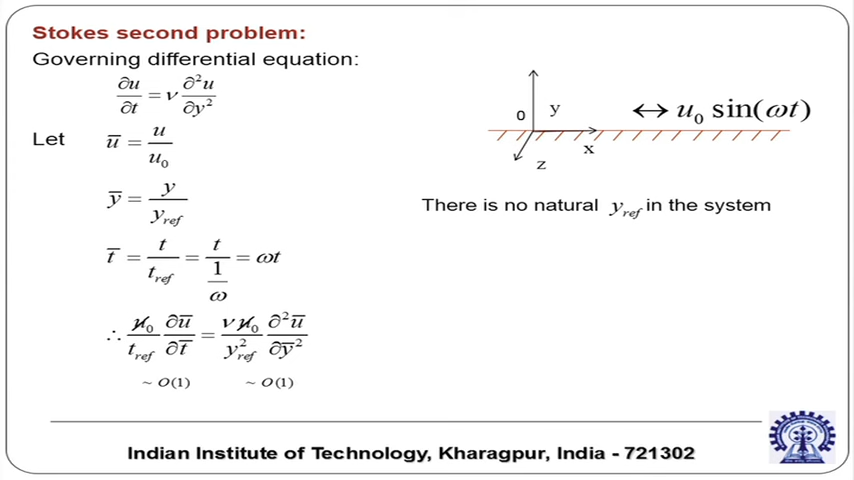 Stokes second problem:
Governing differential equation:
∂u/∂t = ν ∂²u/∂y²
Let ū = u/u₀
ȳ = y/y_ref
t̄ = t/t_ref = t/(1/ω) = ωt
∴ u₀/t_ref ∂ū/∂t̄ = νu₀/y²_ref ∂²ū/∂ȳ²
~ O(1) ~ O(1)
y
0
x
z
↔ u₀ sin(ωt)
There is no natural y_ref in the system
Indian Institute of Technology, Kharagpur, India - 721302